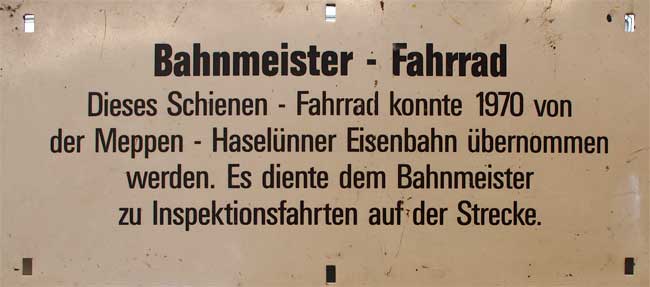 Bahnmeister - Fahrrad
Dieses Schienen - Fahrrad konnte 1970 von
der Meppen - Haselünner Eisenbahn übernommen
werden. Es diente dem Bahnmeister
zu Inspektionsfahrten auf der Strecke.